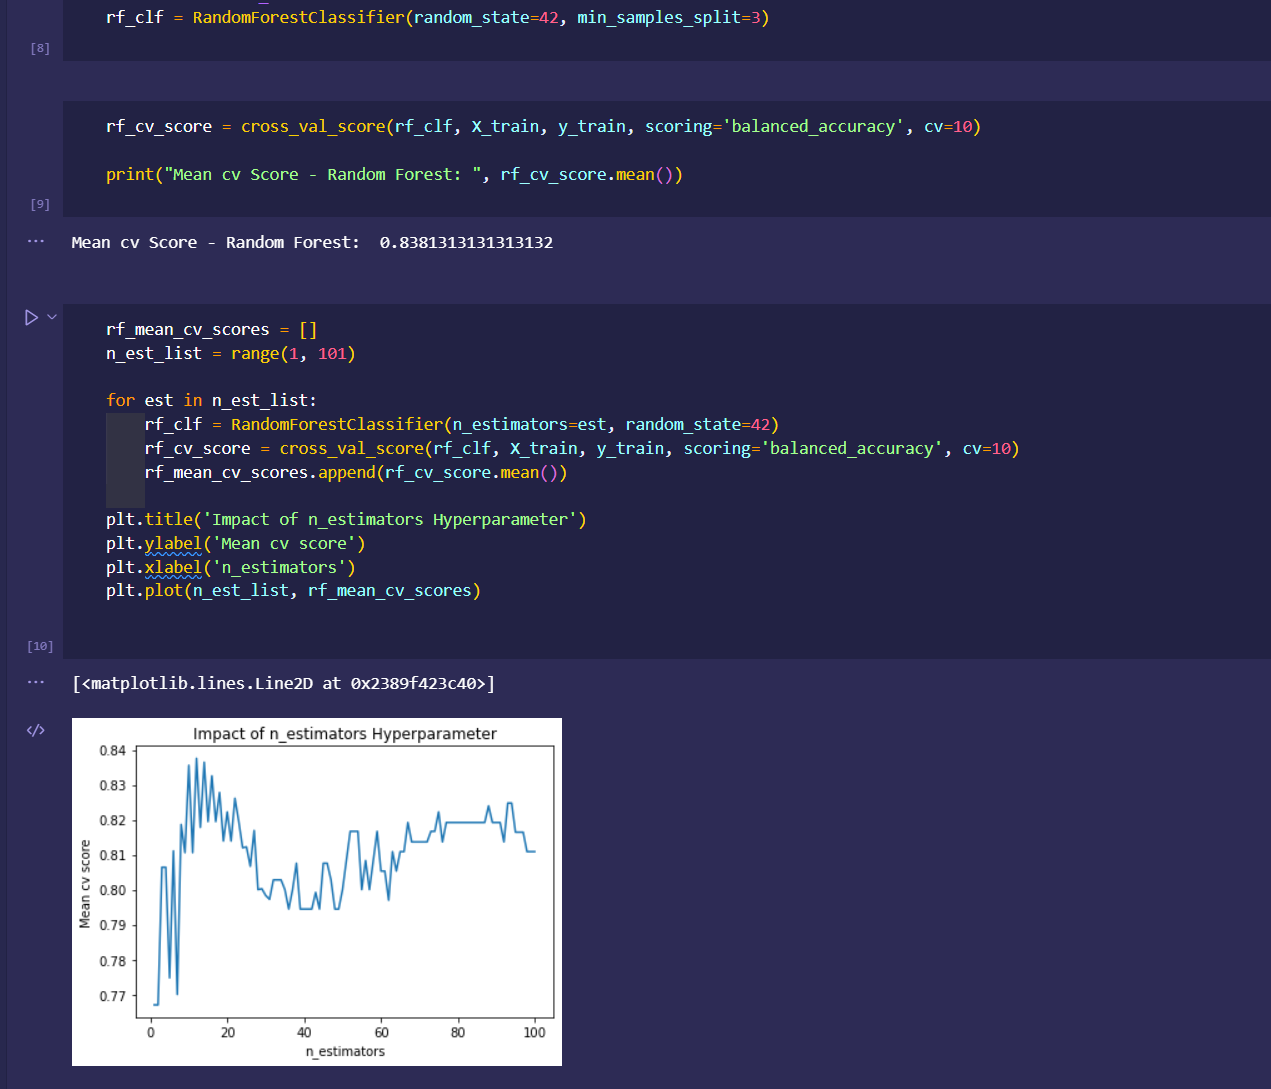 rf_clf = RandomForestClassifier(random_state=42, min_samples_split=3)
[8]
rf_cv_score = cross_val_score(rf_clf, X_train, y_train, scoring='balanced_accuracy', cv=10)
print("Mean cv Score - Random Forest: ", rf_cv_score.mean())
[9]
... Mean cv Score - Random Forest:  0.8381313131313132
rf_mean_cv_scores = []
n_est_list = range(1, 101)
for est in n_est_list:
    rf_clf = RandomForestClassifier(n_estimators=est, random_state=42)
    rf_cv_score = cross_val_score(rf_clf, X_train, y_train, scoring='balanced_accuracy', cv=10)
    rf_mean_cv_scores.append(rf_cv_score.mean())
plt.title('Impact of n_estimators Hyperparameter')
plt.ylabel('Mean cv score')
plt.xlabel('n_estimators')
plt.plot(n_est_list, rf_mean_cv_scores)
[10]
... [<matplotlib.lines.Line2D at 0x2389f423c40>]
</>
Impact of n_estimators Hyperparameter
0.84
0.83
0.82
0.81
0.80
0.79
0.78
0.77
Mean cv score
0 20 40 60 80 100
n_estimators